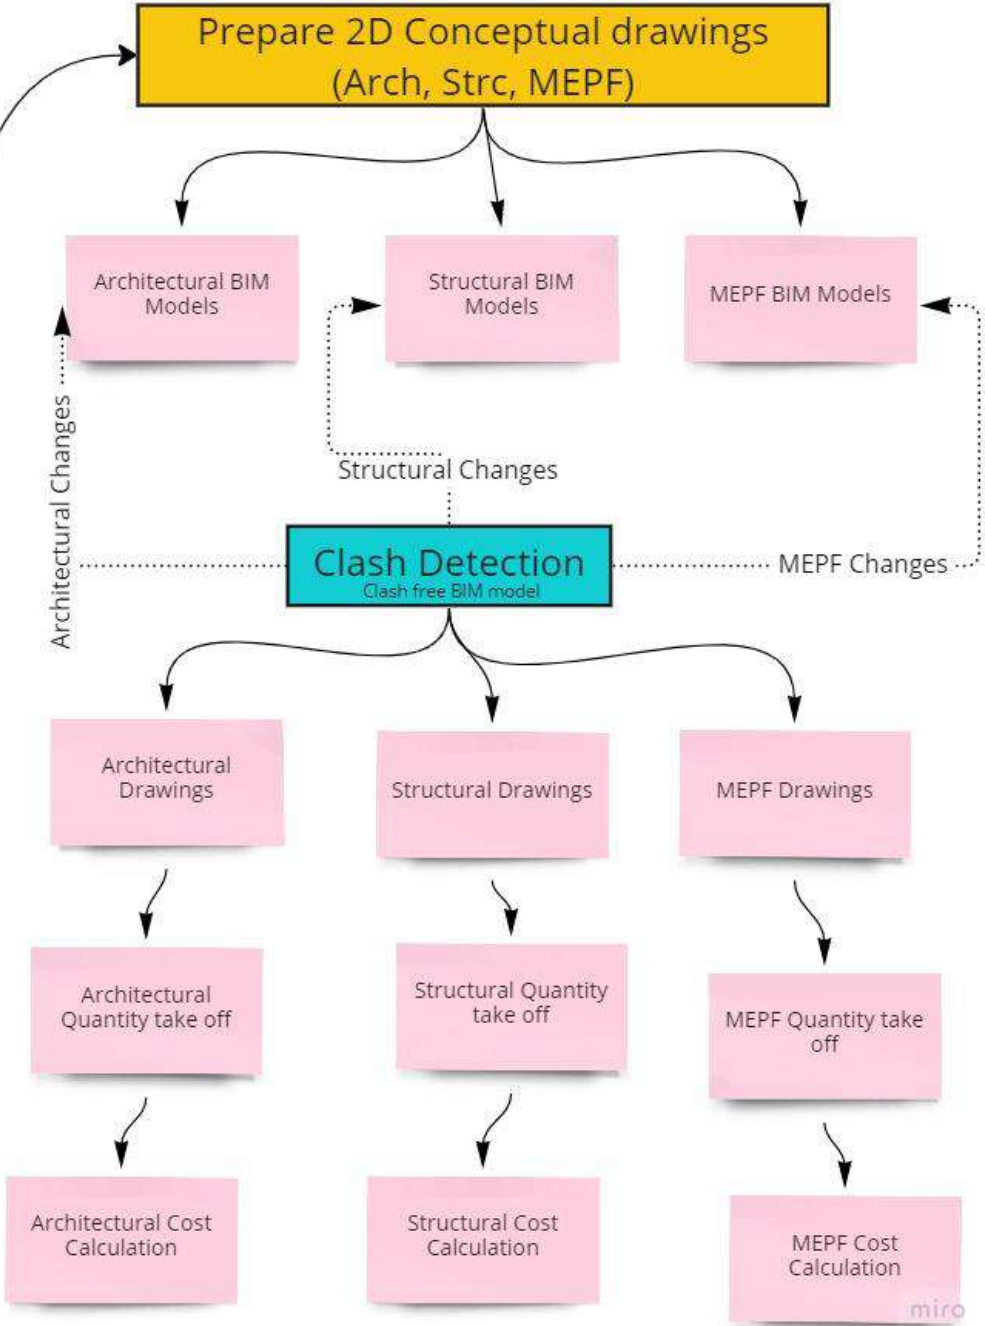 Prepare 2D Conceptual drawings
(Arch, Strc, MEPF)
Architectural BIM
Models
Structural BIM
Models
MEPF BIM Models
Architectural Changes
Structural Changes
Clash Detection
Clash free BIM model
MEPF Changes
Architectural
Drawings
Structural Drawings
MEPF Drawings
Architectural
Quantity take off
Structural Quantity
take off
MEPF Quantity take
off
Architectural Cost
Calculation
Structural Cost
Calculation
MEPF Cost
Calculation
miro